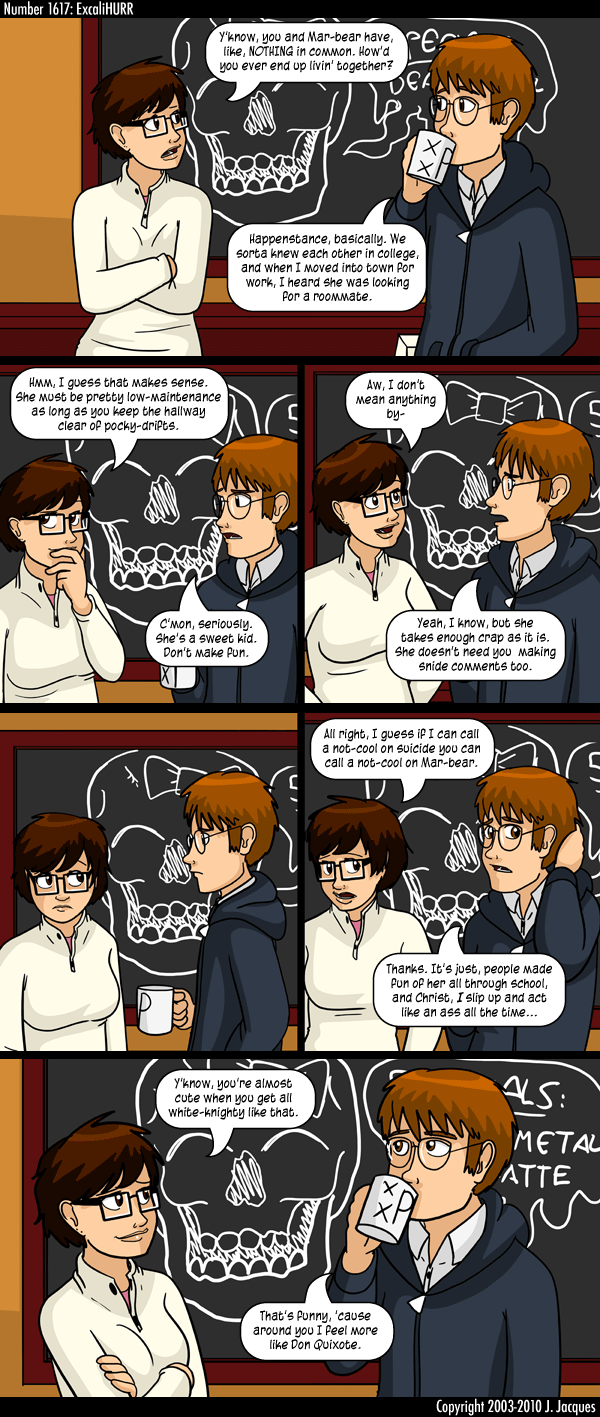 Number 1617: ExcaliHURR
Y'know, you and Mar-bear have,
like, NOTHING in common. How'd
you ever end up livin' together?
Happenstance, basically. We
sorta knew each other in college,
and when I moved into town for
work, I heard she was looking
for a roommate.
Hmm, I guess that makes sense.
She must be pretty low-maintenance
as long as you keep the hallway
clear of pocky-drifts.
C'mon, seriously.
She's a sweet kid.
Don't make fun.
Aw, I don't
mean anything
by-
Yeah, I know, but she
takes enough crap as it is.
She doesn't need you making
snide comments too.
All right, I guess if I can call
a not-cool on suicide you can
call a not-cool on Mar-bear.
Thanks. It's just, people made
fun of her all through school,
and Christ, I slip up and act
like an ass all the time...
Y'know, you're almost
cute when you get all
white-knighty like that.
ALS:
METAL
ATTE
That's funny, 'cause
around you I feel more
like Don Quixote.
Copyright 2003-2010 J. Jacques